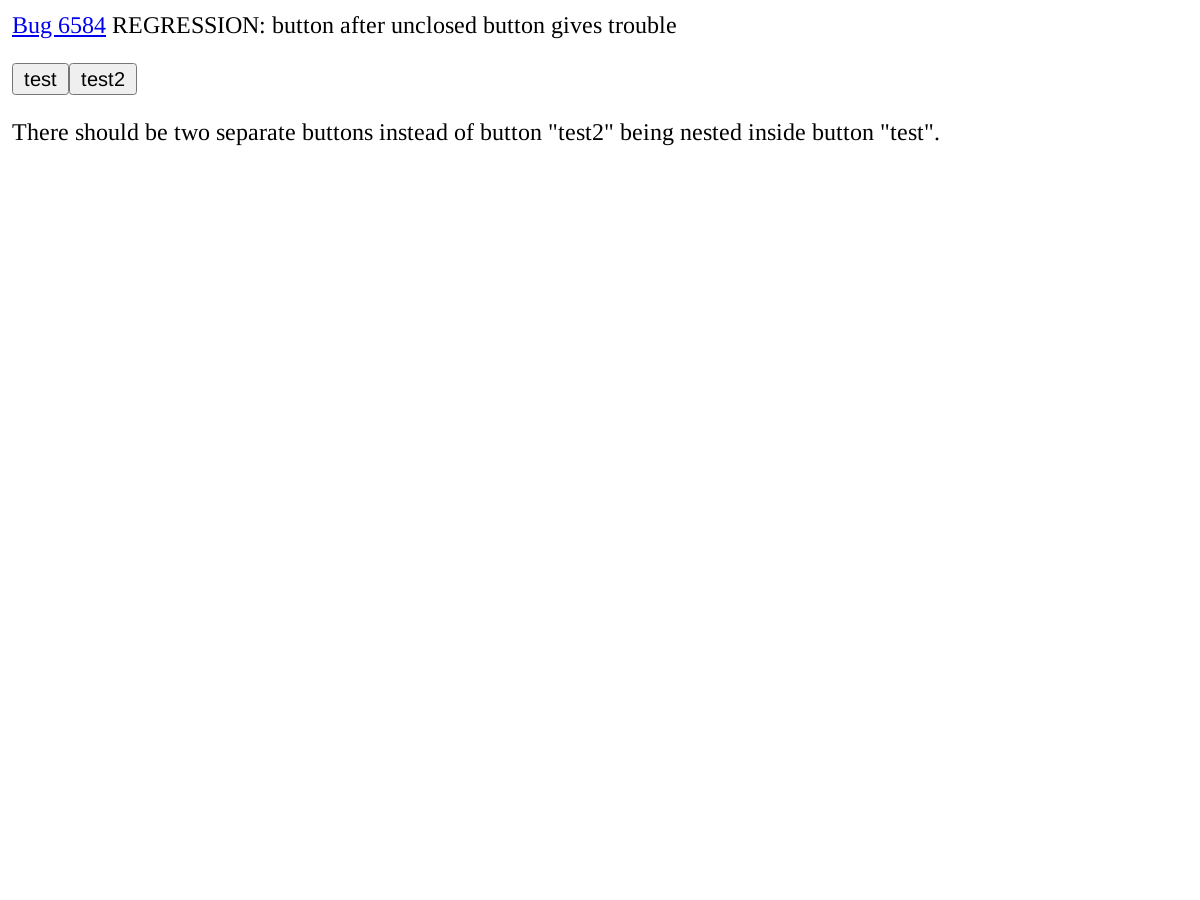 Bug 6584 REGRESSION: button after unclosed button gives trouble
test test2
There should be two separate buttons instead of button "test2" being nested inside button "test".